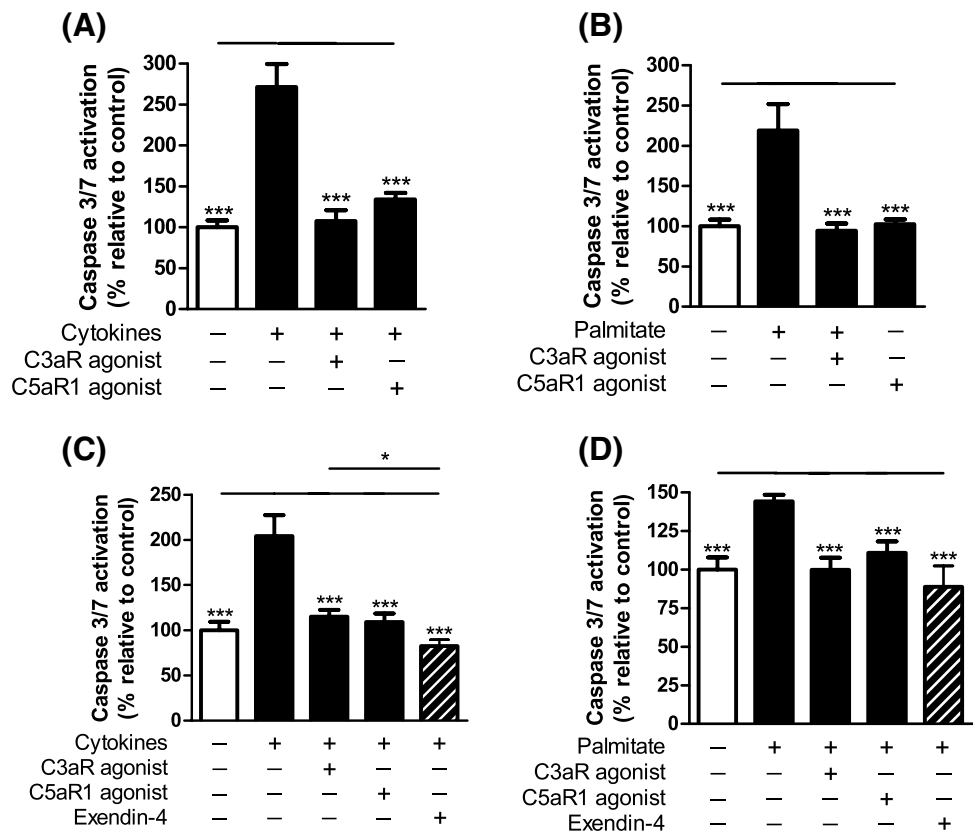 (A)
Caspase 3/7 activation
(% relative to control)
300
250
200
150
100
50
0
*** *** ***
Cytokines – + + +
C3aR agonist – – + –
C5aR1 agonist – – – +
(B)
Caspase 3/7 activation
(% relative to control)
300
250
200
150
100
50
0
*** *** ***
Palmitate – + + –
C3aR agonist – – + –
C5aR1 agonist – – – +
(C)
Caspase 3/7 activation
(% relative to control)
250
200
150
100
50
0
*
*** *** *** ***
Cytokines – + + + +
C3aR agonist – – + – –
C5aR1 agonist – – – + –
Exendin-4 – – – – +
(D)
Caspase 3/7 activation
(% relative to control)
150
125
100
75
50
25
0
*** *** *** ***
Palmitate – + + + +
C3aR agonist – – + – –
C5aR1 agonist – – – + –
Exendin-4 – – – – +